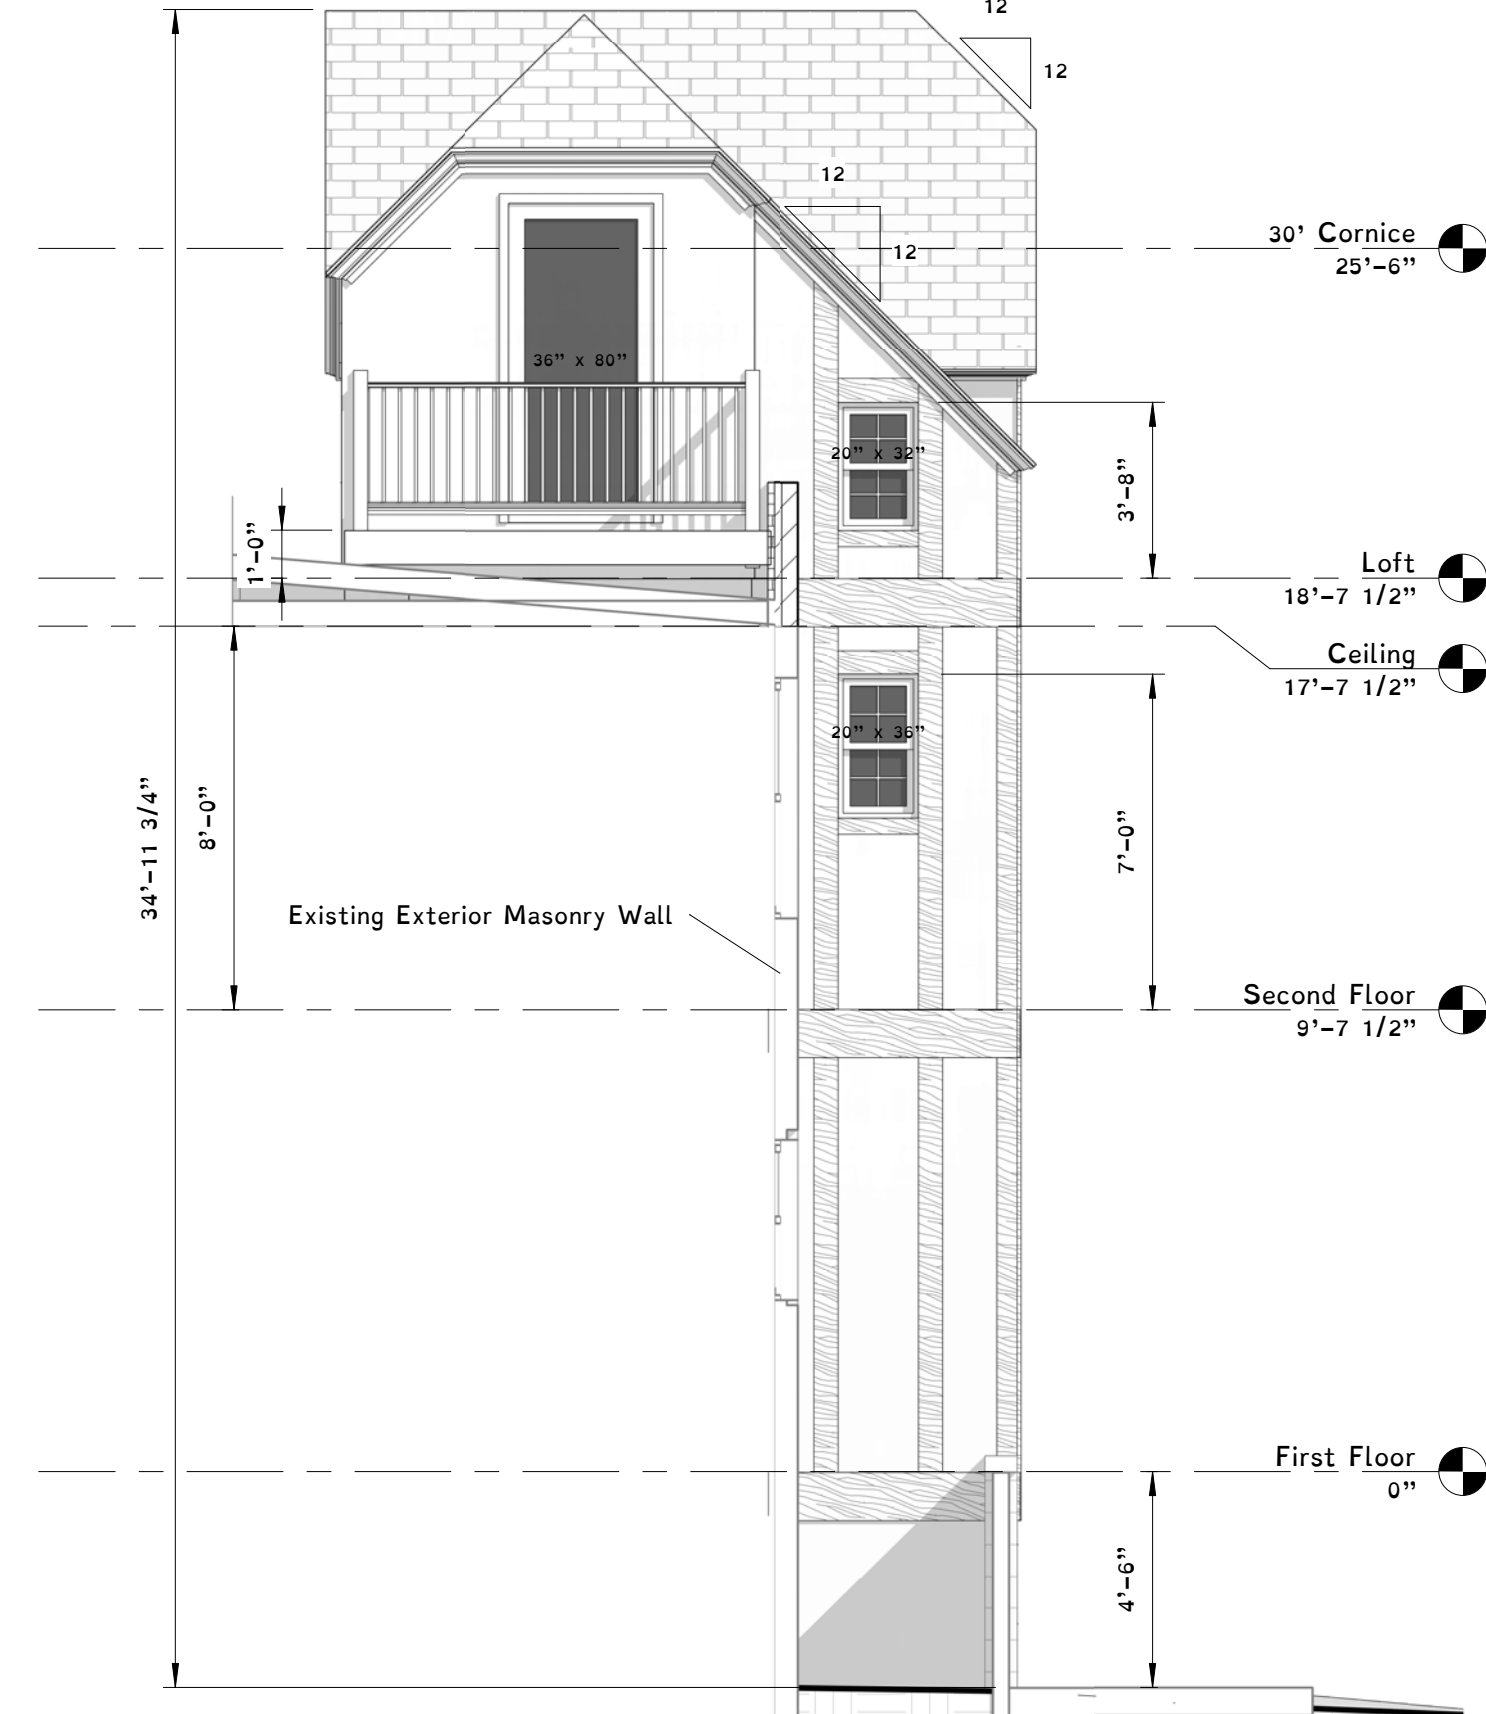 12
12
12
12
30’ Cornice
25’–6”
36” x 80”
20” x 32”
3’–8”
1’–0”
Loft
18’–7 1/2”
Ceiling
17’–7 1/2”
20” x 36”
34’–11 3/4”
8’–0”
7’–0”
Existing Exterior Masonry Wall
Second Floor
9’–7 1/2”
First Floor
0”
4’–6”